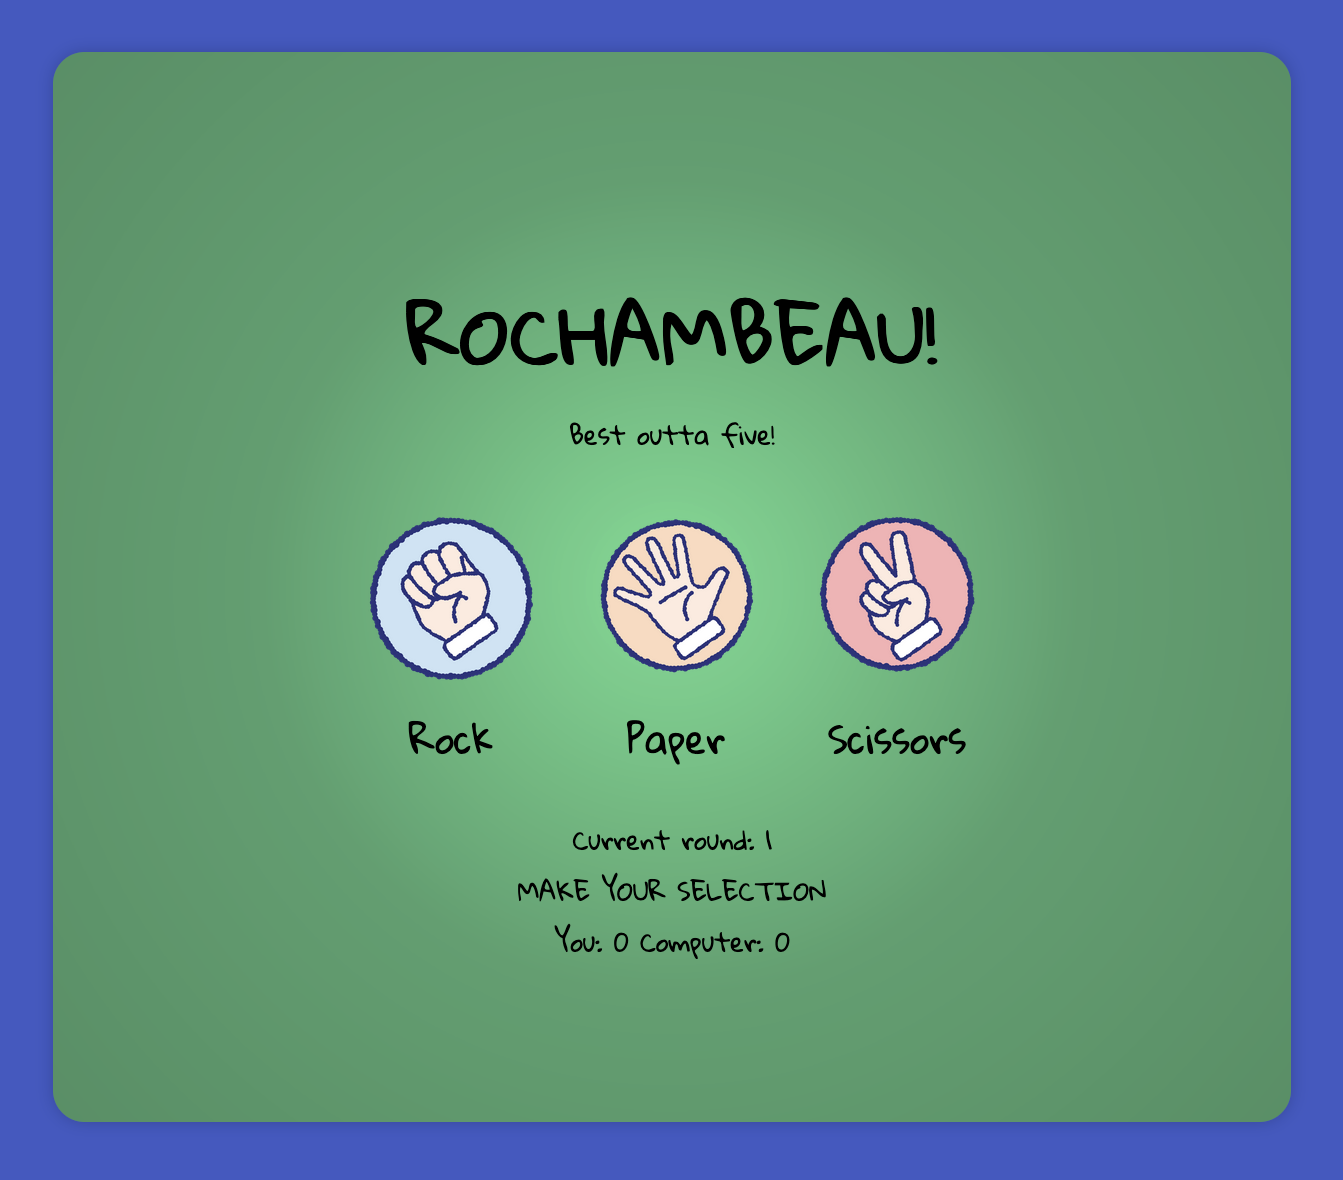 ROCHAMBEAU!
Best outta five!
Rock Paper Scissors
Current round: 1
MAKE YOUR SELECTION
You: 0 Computer: 0